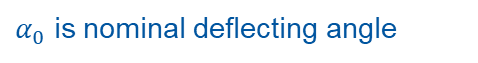 α₀ is nominal deflecting angle